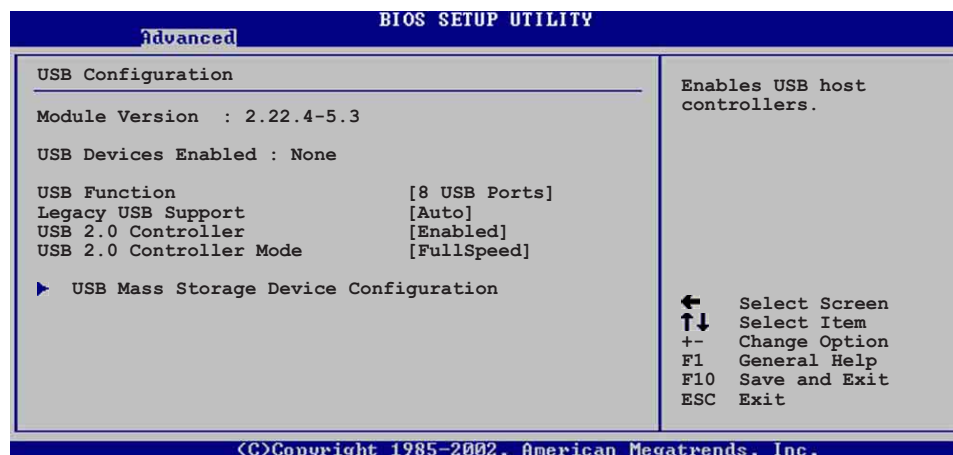 BIOS SETUP UTILITY
Advanced
USB Configuration
Module Version : 2.22.4-5.3
USB Devices Enabled : None
USB Function [8 USB Ports]
Legacy USB Support [Auto]
USB 2.0 Controller [Enabled]
USB 2.0 Controller Mode [FullSpeed]
USB Mass Storage Device Configuration
Enables USB host
controllers.
← Select Screen
↑↓ Select Item
+- Change Option
F1 General Help
F10 Save and Exit
ESC Exit
(C)Copyright 1985-2002, American Megatrends, Inc.